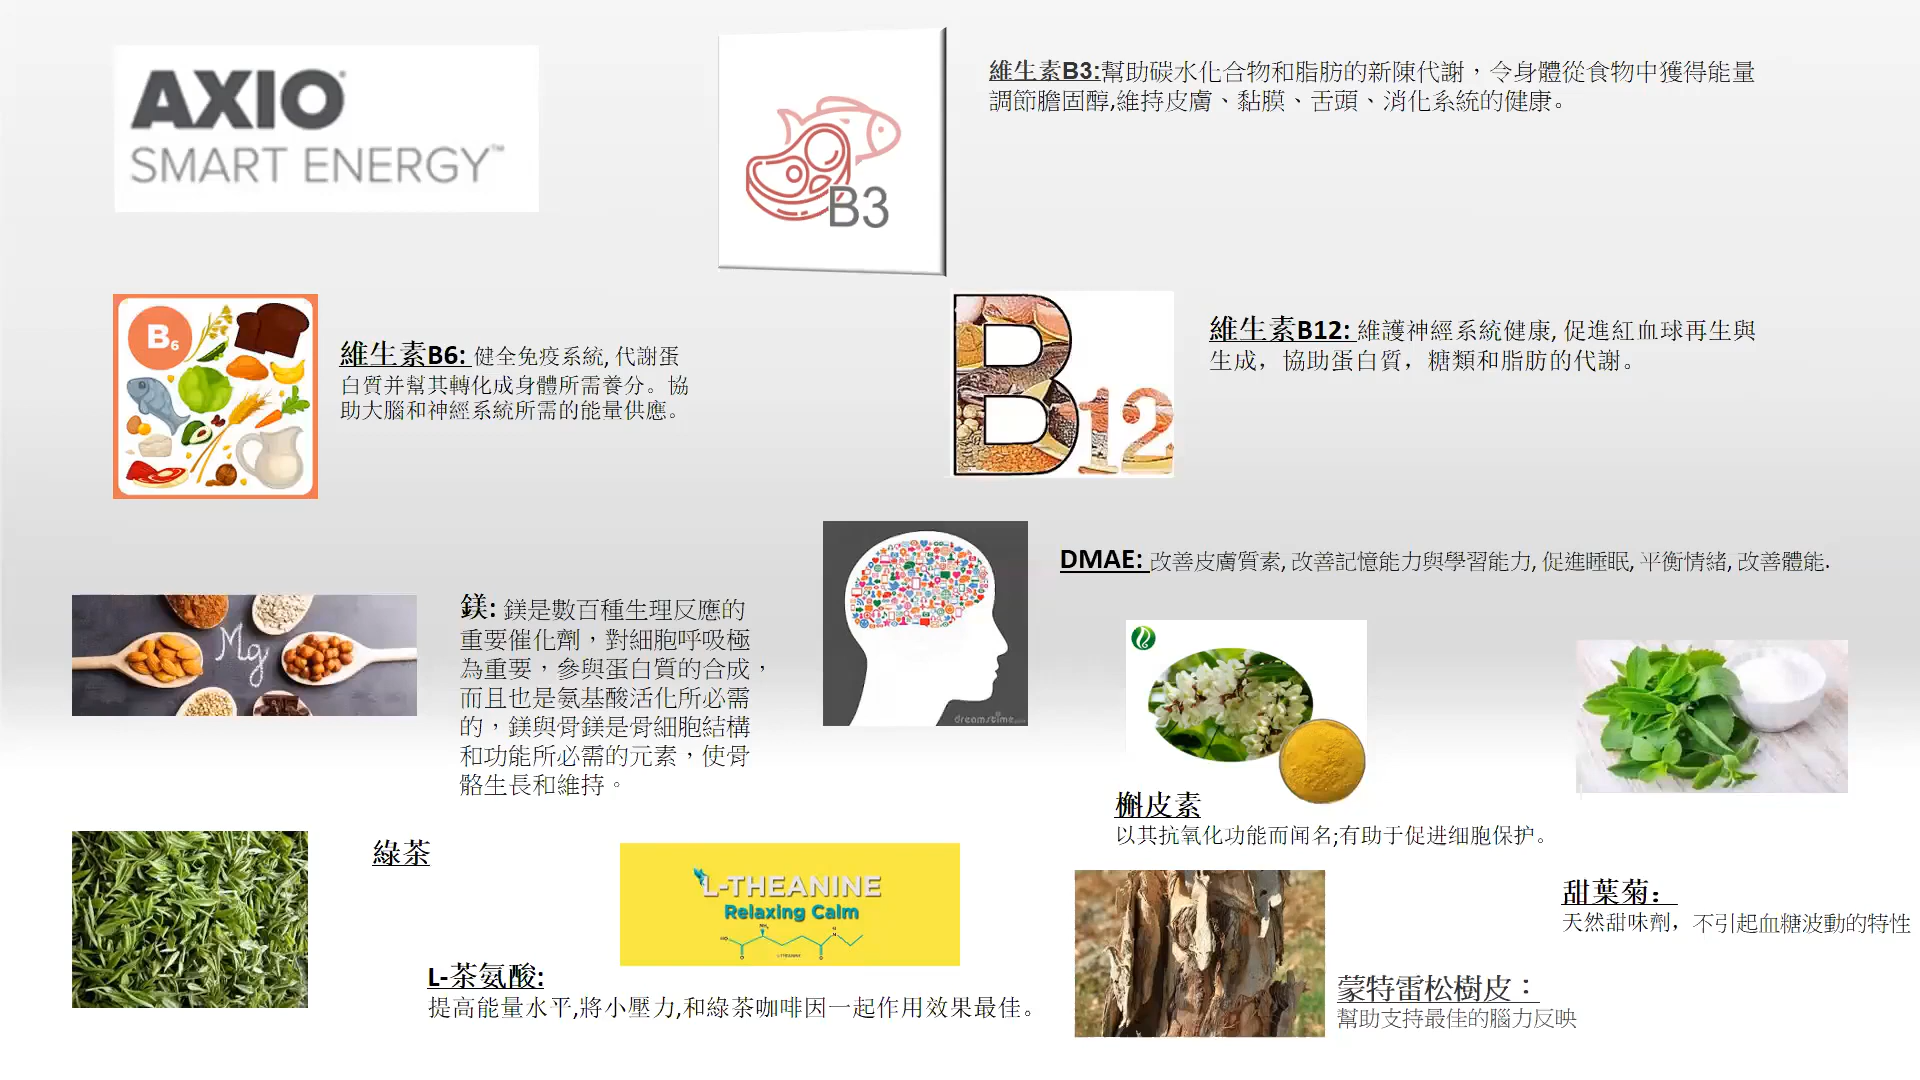 AXIO®
SMART ENERGY™
B3
維生素B3:幫助碳水化合物和脂肪的新陳代謝，令身體從食物中獲得能量
調節膽固醇,維持皮膚、黏膜、舌頭、消化系統的健康。
B6
維生素B6: 健全免疫系統, 代謝蛋
白質并幫其轉化成身體所需養分。協
助大腦和神經系統所需的能量供應。
B12
維生素B12: 維護神經系統健康, 促進紅血球再生與
生成，協助蛋白質，糖類和脂肪的代謝。
DMAE: 改善皮膚質素, 改善記憶能力與學習能力, 促進睡眠, 平衡情緒, 改善體能.
dreamstime
Mg
鎂: 鎂是數百種生理反應的
重要催化劑，對細胞呼吸極
為重要，參與蛋白質的合成，
而且也是氨基酸活化所必需
的，鎂與骨鎂是骨細胞結構
和功能所必需的元素，使骨
骼生長和維持。
槲皮素
以其抗氧化功能而闻名;有助于促进细胞保护。
綠茶
L-THEANINE
Relaxing Calm
L-THEANINE
L-茶氨酸:
提高能量水平,將小壓力,和綠茶咖啡因一起作用效果最佳。
甜葉菊：
天然甜味劑，不引起血糖波動的特性
蒙特雷松樹皮：
幫助支持最佳的腦力反映